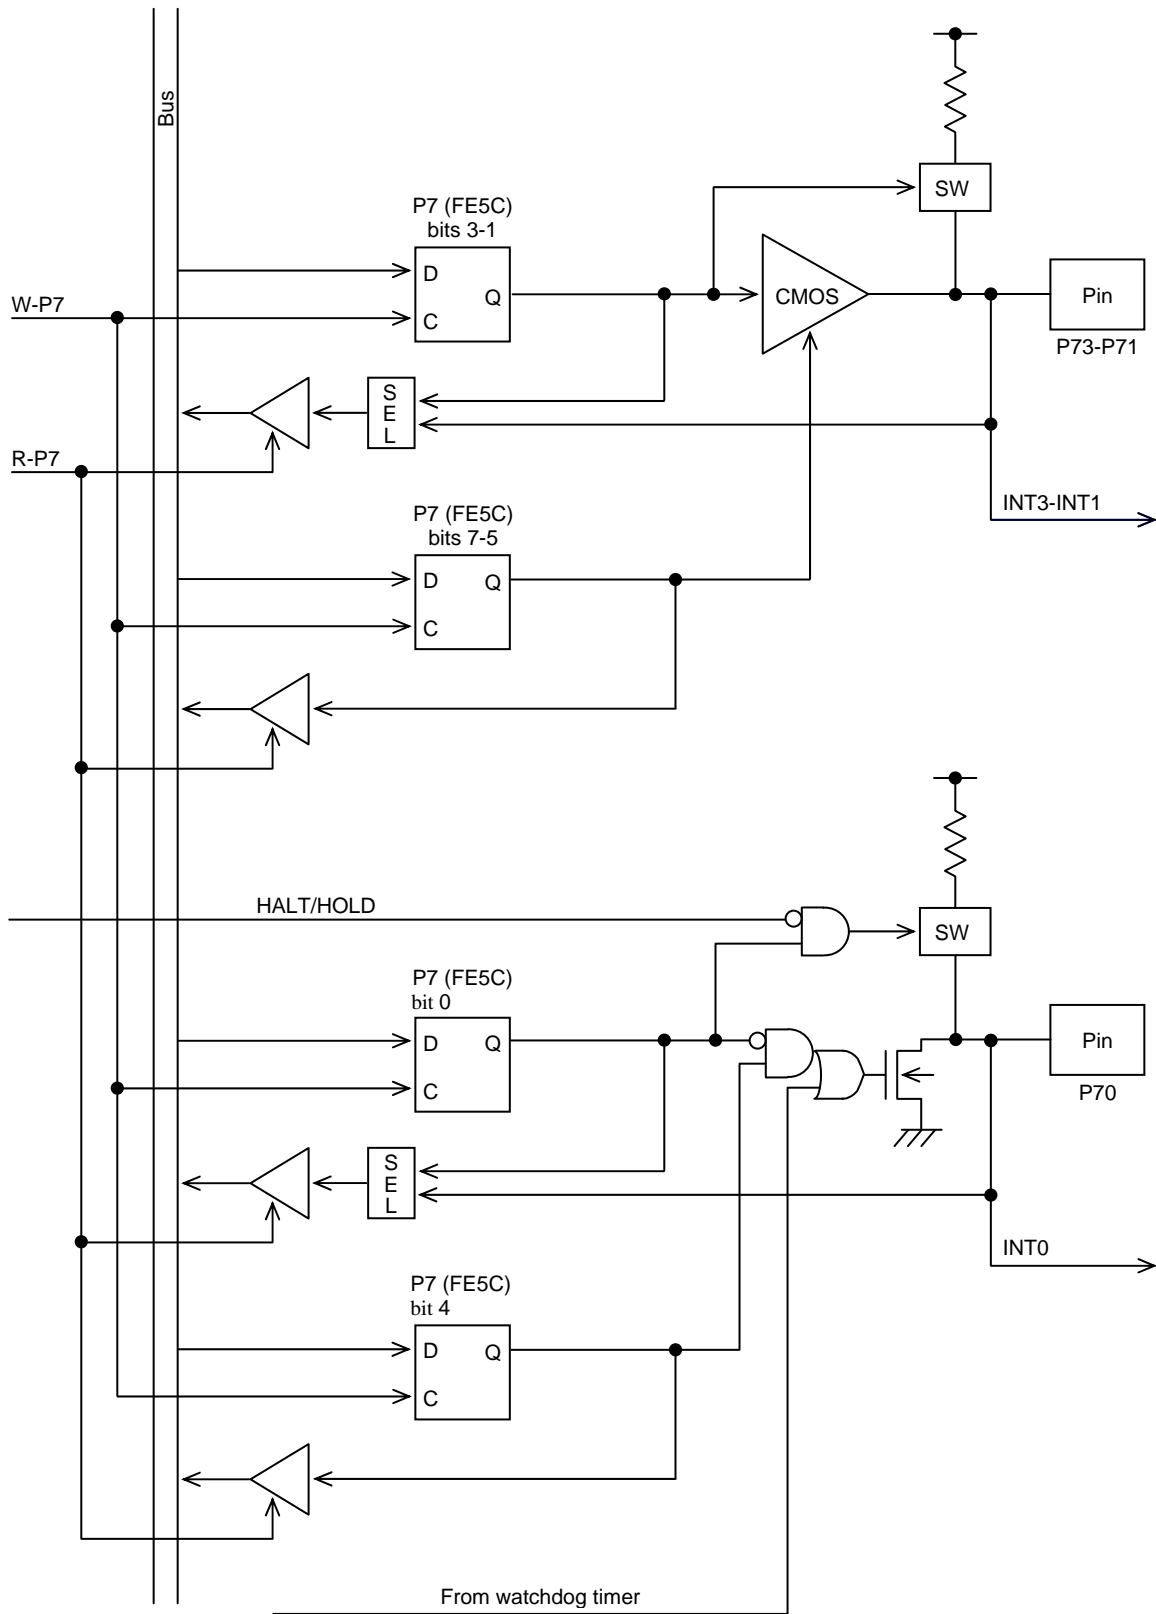 Bus
SW
P7 (FE5C)
bits 3-1
D
Q
C
CMOS
Pin
P73-P71
W-P7
S
E
L
R-P7
INT3-INT1
P7 (FE5C)
bits 7-5
D
Q
C
HALT/HOLD
SW
P7 (FE5C)
bit 0
D
Q
C
Pin
P70
S
E
L
INT0
P7 (FE5C)
bit 4
D
Q
C
From watchdog timer